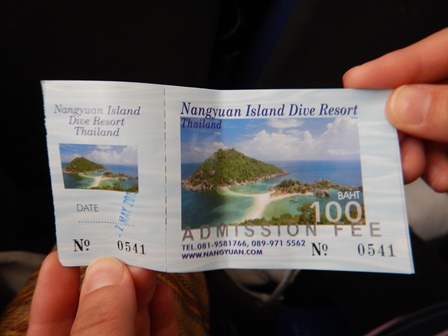 Nangyuan Island
Dive Resort
Thailand
DATE
Nº 0541
Nangyuan Island Dive Resort
Thailand
BAHT
100
ADMISSION FEE
TEL.081-9581766, 089-971 5562
WWW.NANGYUAN.COM
Nº 0541